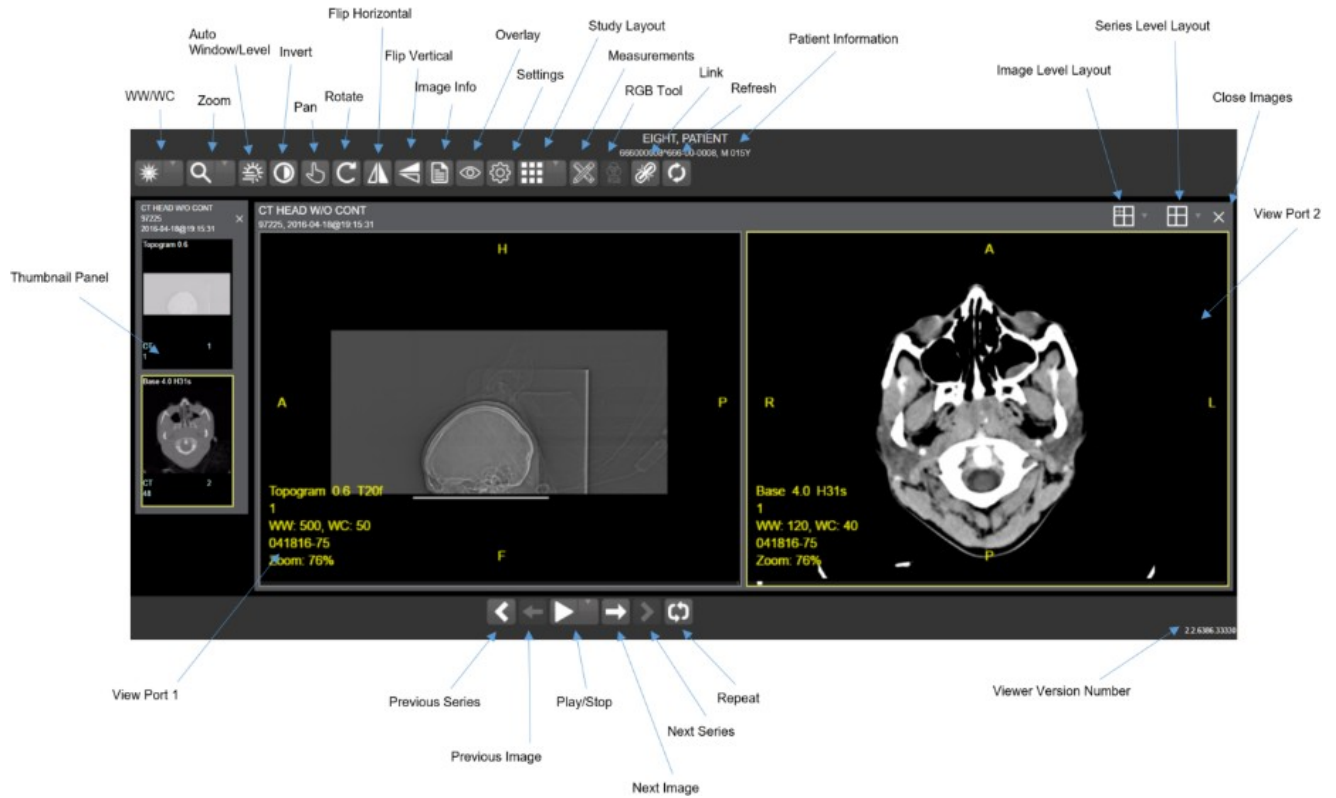 Flip Horizontal
Study Layout
Series Level Layout
Auto
Window/Level
Invert
Overlay
Patient Information
Flip Vertical
Measurements
Image Level Layout
Link
Settings
Image Info
RGB Tool
Refresh
WW/WC
Zoom
Pan
Rotate
Close Images
EIGHT, PATIENT
M 015Y
CT HEAD W/O CONT
97225
2016-04-18@19:15:31
CT HEAD W/O CONT
97225, 2016-04-18@19:15:31
View Port 2
Topogram 0.6
H
A
Thumbnail Panel
CT 1
1
Base 4.0 H31s
A
P
R
L
CT 2
48
Topogram 0.6 T20f
1
WW: 500, WC: 50
041816-75
Zoom: 76%
F
Base 4.0 H31s
1
WW: 120, WC: 40
041816-75
Zoom: 76%
P
2.2.6386.33330
View Port 1
Previous Series
Play/Stop
Repeat
Viewer Version Number
Next Series
Previous Image
Next Image